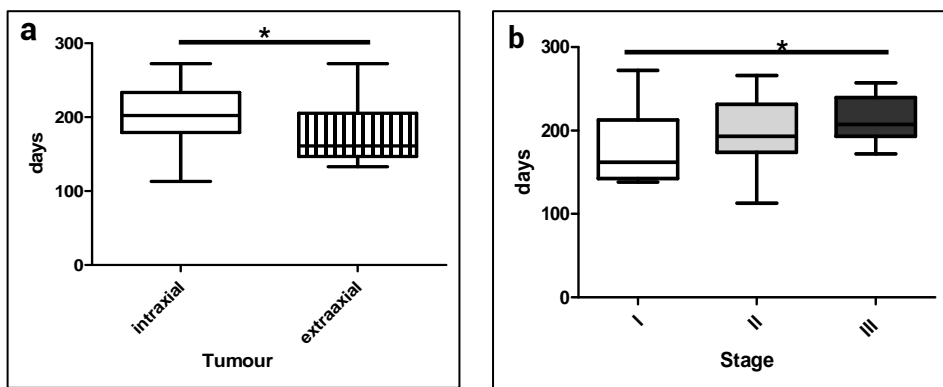 a
*
300
200
100
0
days
intraxial
extraaxial
Tumour
b
*
300
200
100
0
days
I
II
III
Stage